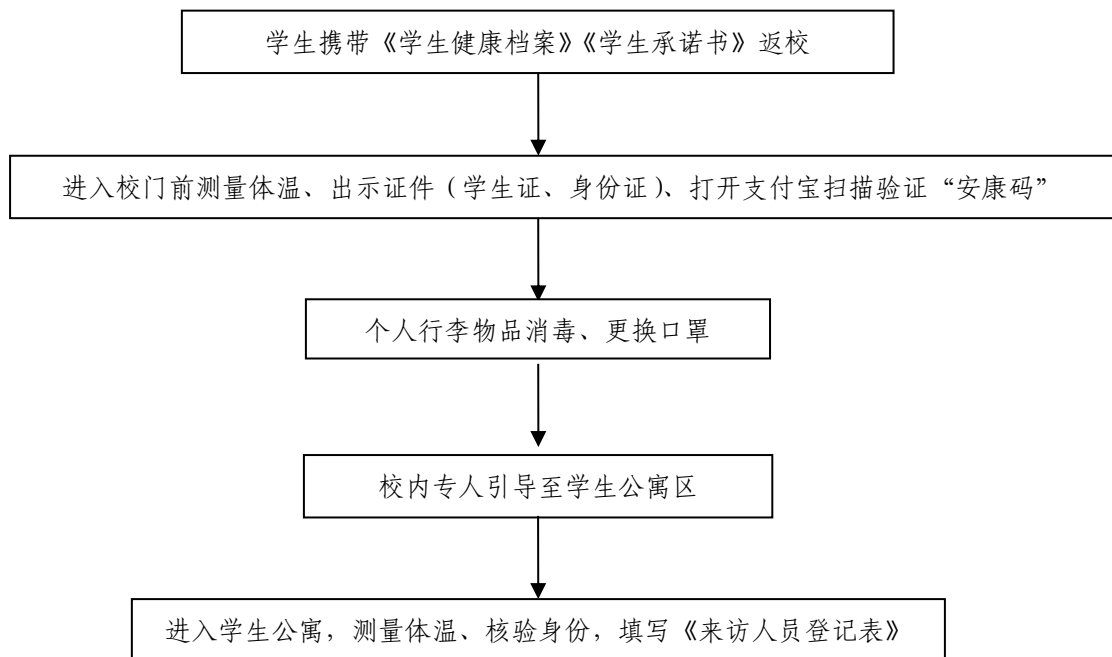 学生携带《学生健康档案》《学生承诺书》返校
进入校门前测量体温、出示证件（学生证、身份证）、打开支付宝扫描验证“安康码”
个人行李物品消毒、更换口罩
校内专人引导至学生公寓区
进入学生公寓，测量体温、核验身份，填写《来访人员登记表》